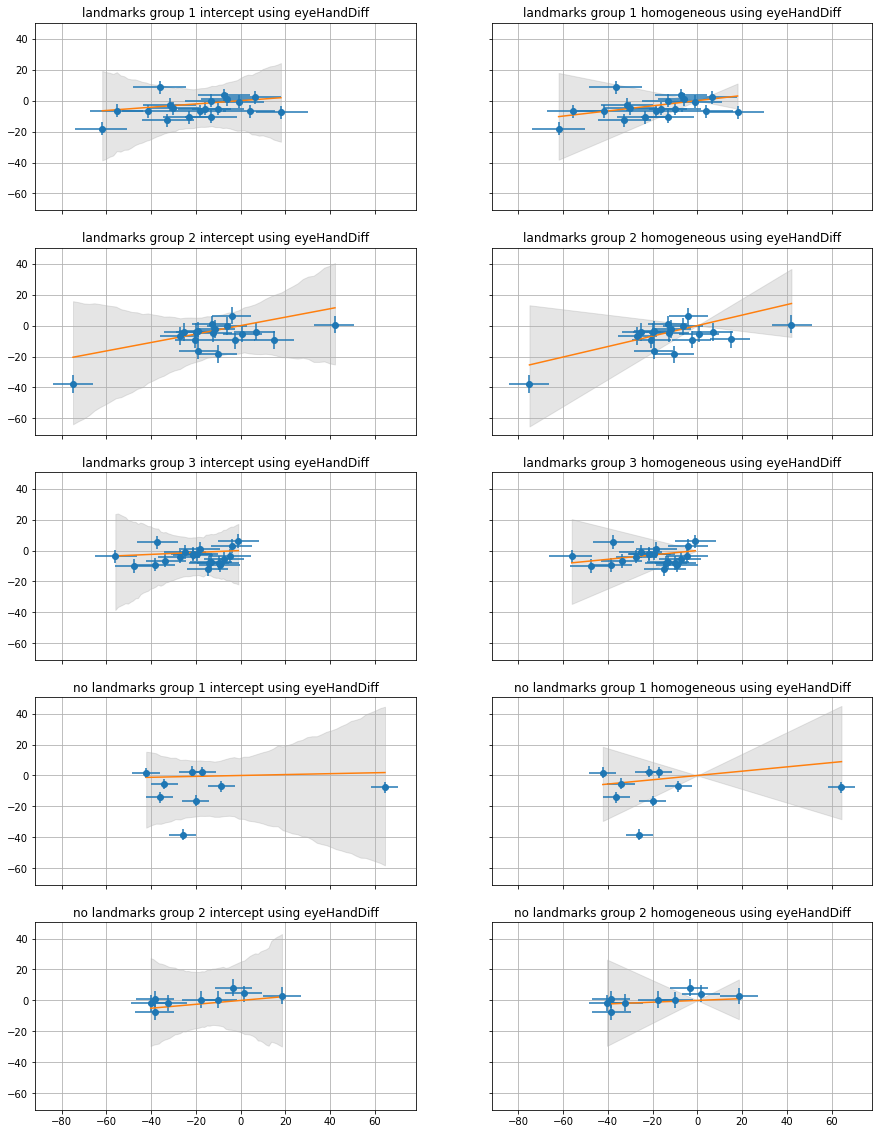 landmarks group 1 intercept using eyeHandDiff
landmarks group 1 homogeneous using eyeHandDiff
40
20
0
−20
−40
−60
landmarks group 2 intercept using eyeHandDiff
landmarks group 2 homogeneous using eyeHandDiff
40
20
0
−20
−40
−60
landmarks group 3 intercept using eyeHandDiff
landmarks group 3 homogeneous using eyeHandDiff
40
20
0
−20
−40
−60
no landmarks group 1 intercept using eyeHandDiff
no landmarks group 1 homogeneous using eyeHandDiff
40
20
0
−20
−40
−60
no landmarks group 2 intercept using eyeHandDiff
no landmarks group 2 homogeneous using eyeHandDiff
40
20
0
−20
−40
−60
−80 −60 −40 −20 0 20 40 60
−80 −60 −40 −20 0 20 40 60